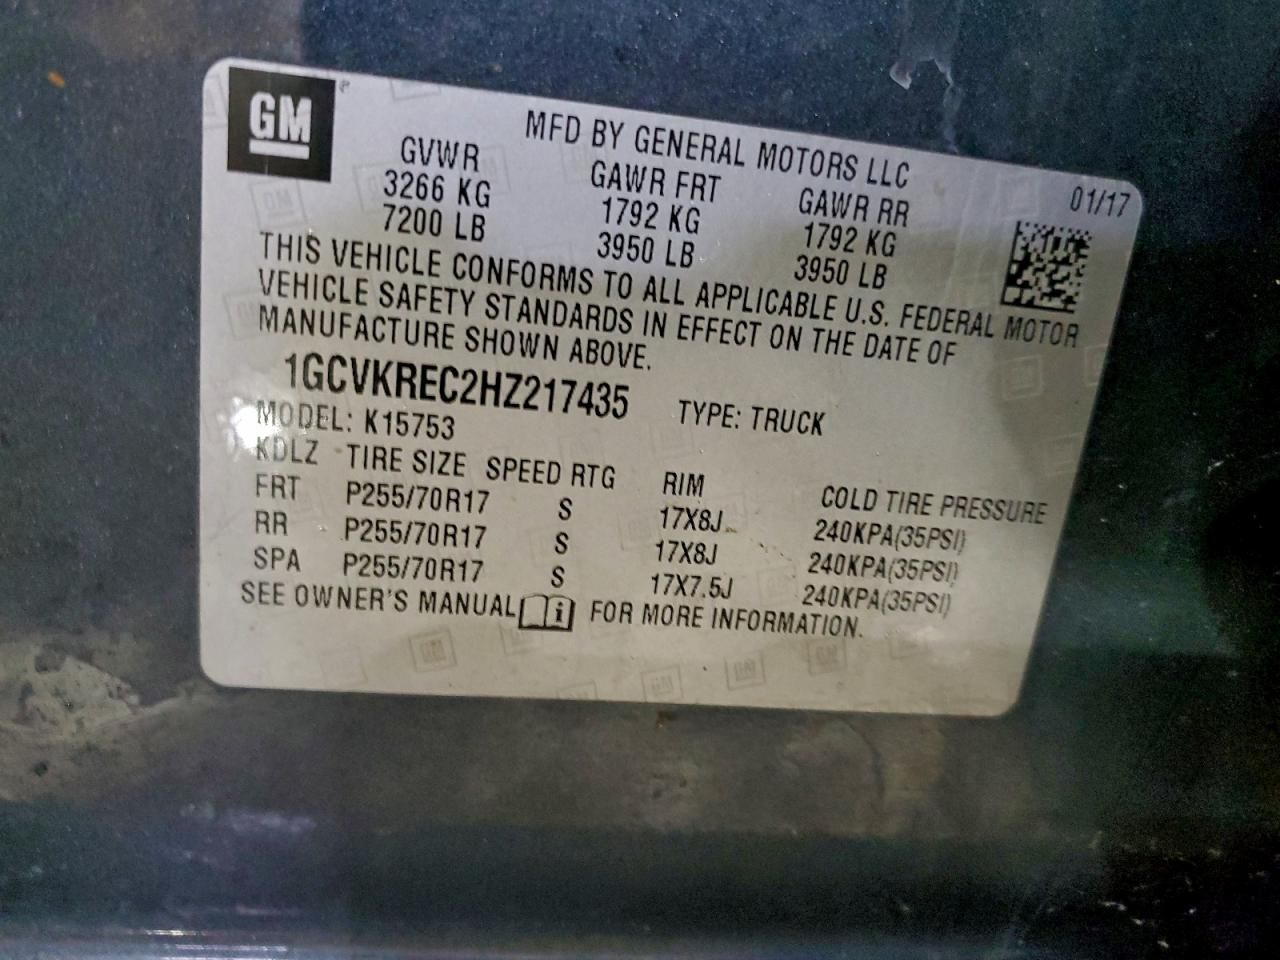 GM
MFD BY GENERAL MOTORS LLC
01/17
GVWR GAWR FRT GAWR RR
3266 KG 1792 KG 1792 KG
7200 LB 3950 LB 3950 LB
THIS VEHICLE CONFORMS TO ALL APPLICABLE U.S. FEDERAL MOTOR
VEHICLE SAFETY STANDARDS IN EFFECT ON THE DATE OF
MANUFACTURE SHOWN ABOVE.
1GCVKREC2HZ217435 TYPE: TRUCK
MODEL: K15753
KDLZ TIRE SIZE SPEED RTG RIM COLD TIRE PRESSURE
FRT P255/70R17 S 17X8J 240KPA(35PSI)
RR P255/70R17 S 17X8J 240KPA(35PSI)
SPA P255/70R17 S 17X7.5J 240KPA(35PSI)
SEE OWNER'S MANUAL i FOR MORE INFORMATION.